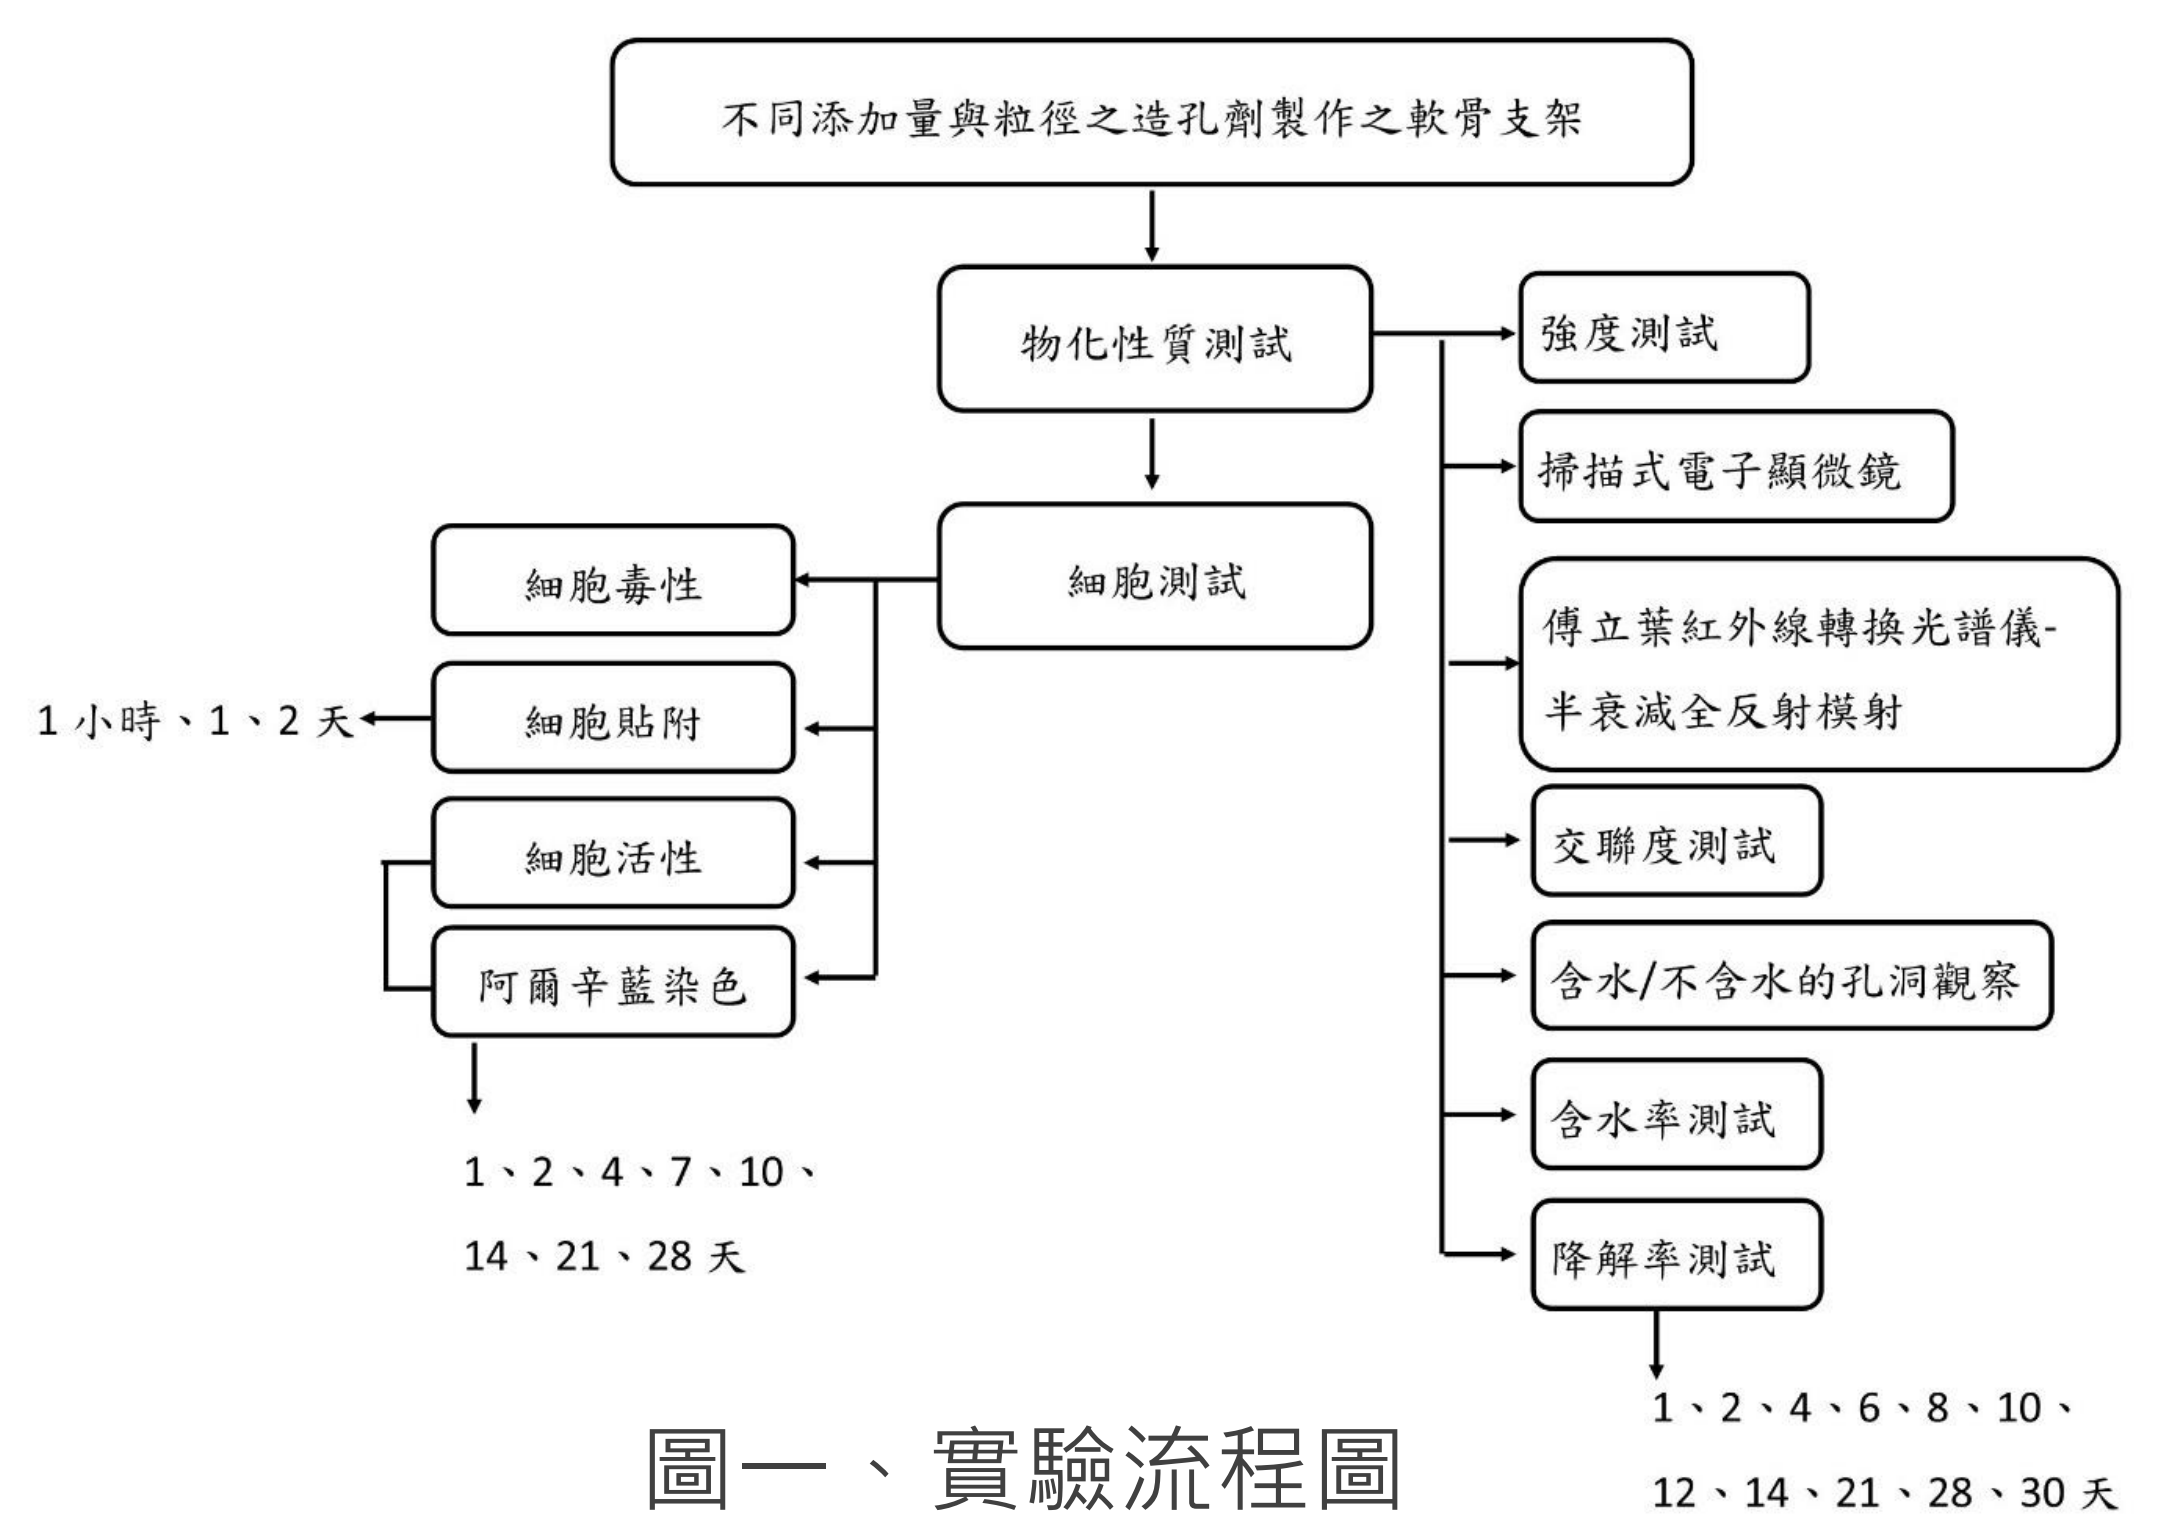 不同添加量與粒徑之造孔劑製作之軟骨支架
物化性質測試
強度測試
掃描式電子顯微鏡
傅立葉紅外線轉換光譜儀-
半衰減全反射模射
交聯度測試
含水/不含水的孔洞觀察
含水率測試
降解率測試
1、2、4、6、8、10、
12、14、21、28、30 天
細胞測試
細胞毒性
細胞貼附
1 小時、1、2 天
細胞活性
阿爾辛藍染色
1、2、4、7、10、
14、21、28 天
圖一、實驗流程圖